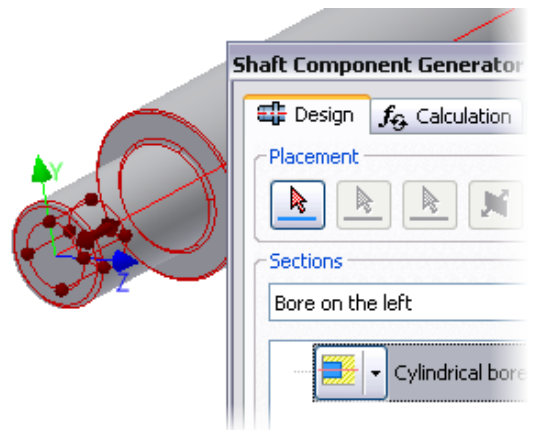 Y
Z
Shaft Component Generator
Design
Calculation
Placement
Sections
Bore on the left
Cylindrical bore